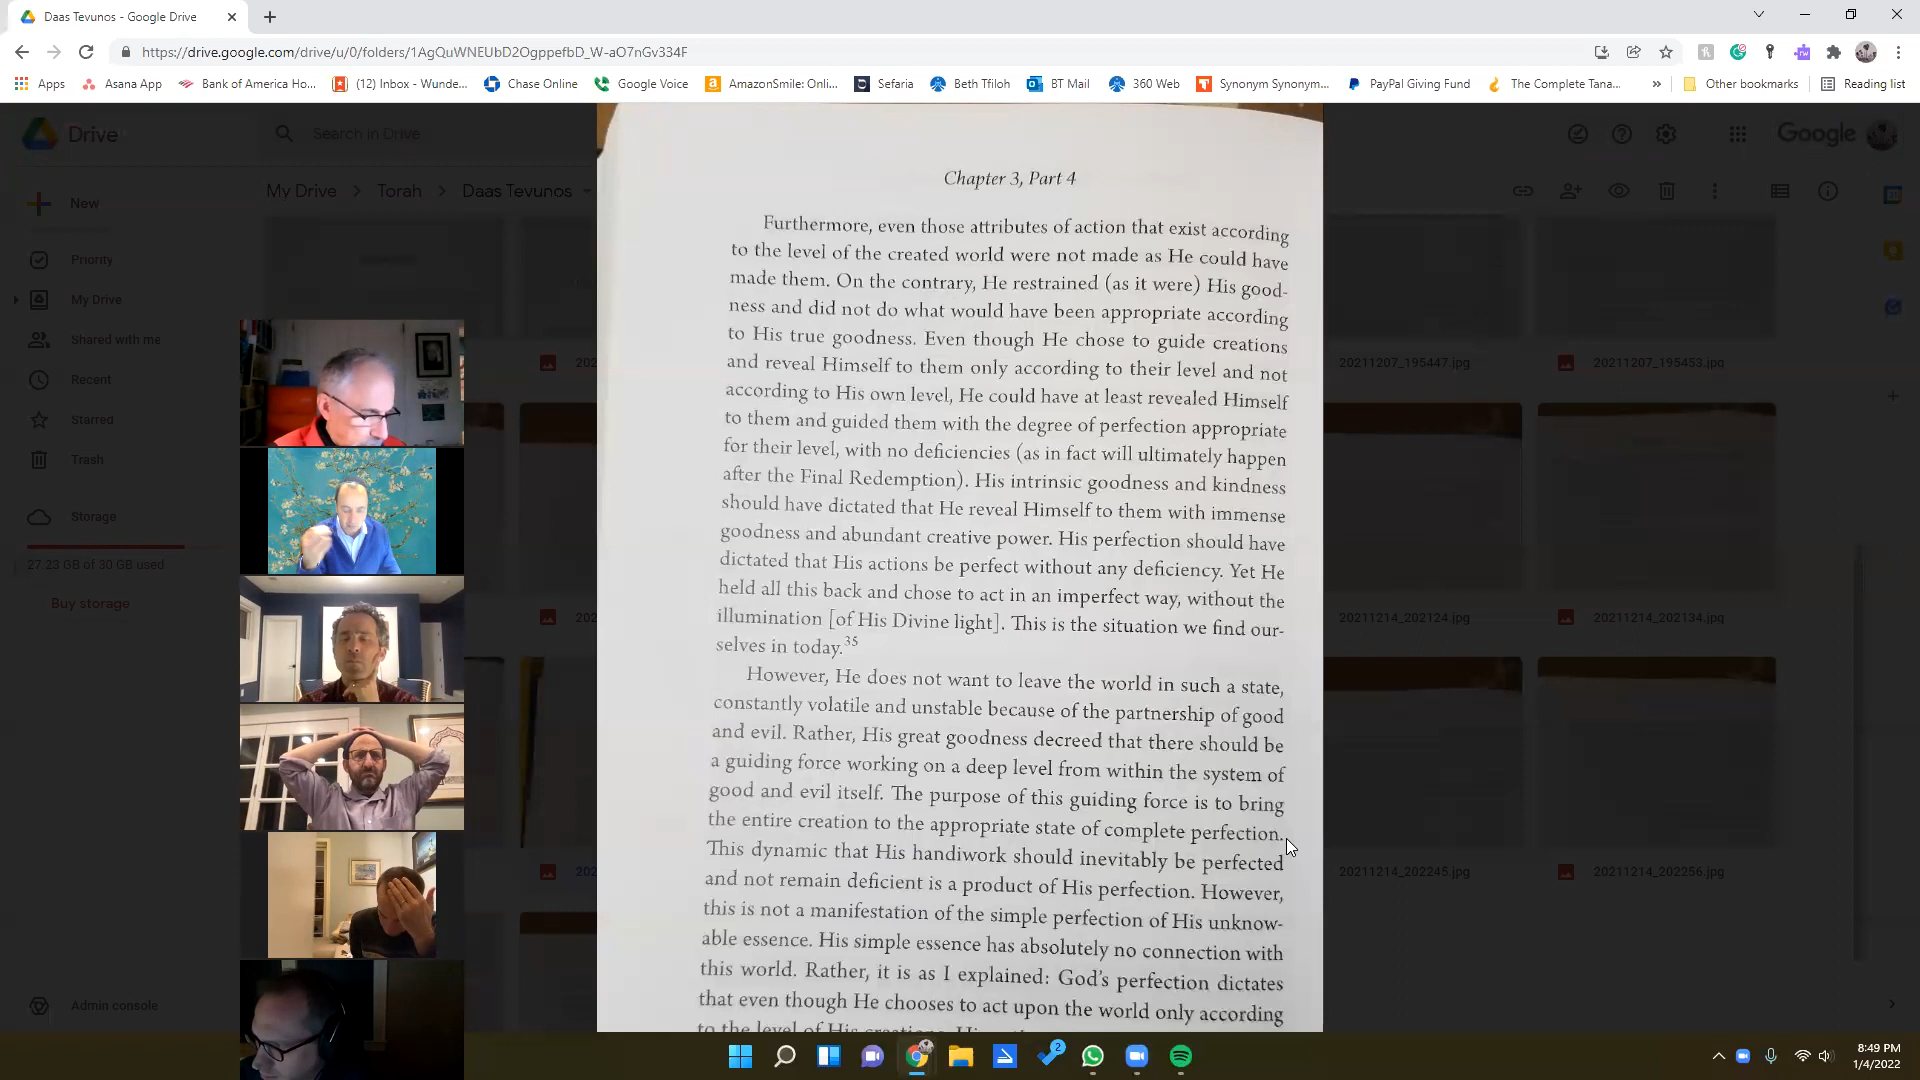 Daas Tevunos - Google Drive
https://drive.google.com/drive/u/0/folders/1AgQuWNEUbD2OgppefbD_W-aO7nGv334F
Apps
Asana App
Bank of America Ho...
(12) Inbox - Wunde...
Chase Online
Google Voice
AmazonSmile: Onli...
Sefaria
Beth Tfiloh
BT Mail
360 Web
Synonym Synonym...
PayPal Giving Fund
The Complete Tana...
»
Other bookmarks
Reading list
Drive
Search in Drive
Google
My Drive
Torah
Daas Tevunos
New
Priority
My Drive
Shared with me
Recent
Starred
Trash
Storage
27.23 GB of 30 GB used
Buy storage
Admin console
Chapter 3, Part 4
Furthermore, even those attributes of action that exist according
to the level of the created world were not made as He could have
made them. On the contrary, He restrained (as it were) His good-
ness and did not do what would have been appropriate according
to His true goodness. Even though He chose to guide creations
and reveal Himself to them only according to their level and not
according to His own level, He could have at least revealed Himself
to them and guided them with the degree of perfection appropriate
for their level, with no deficiencies (as in fact will ultimately happen
after the Final Redemption). His intrinsic goodness and kindness
should have dictated that He reveal Himself to them with immense
goodness and abundant creative power. His perfection should have
dictated that His actions be perfect without any deficiency. Yet He
held all this back and chose to act in an imperfect way, without the
illumination [of His Divine light]. This is the situation we find our-
selves in today.35
However, He does not want to leave the world in such a state,
constantly volatile and unstable because of the partnership of good
and evil. Rather, His great goodness decreed that there should be
a guiding force working on a deep level from within the system of
good and evil itself. The purpose of this guiding force is to bring
the entire creation to the appropriate state of complete perfection.
This dynamic that His handiwork should inevitably be perfected
and not remain deficient is a product of His perfection. However,
this is not a manifestation of the simple perfection of His unknow-
able essence. His simple essence has absolutely no connection with
this world. Rather, it is as I explained: God's perfection dictates
that even though He chooses to act upon the world only according
to the level of His
202
202
202
20211207_195447.jpg
20211207_195453.jpg
20211214_202124.jpg
20211214_202134.jpg
20211214_202245.jpg
20211214_202256.jpg
2
8:49 PM
1/4/2022